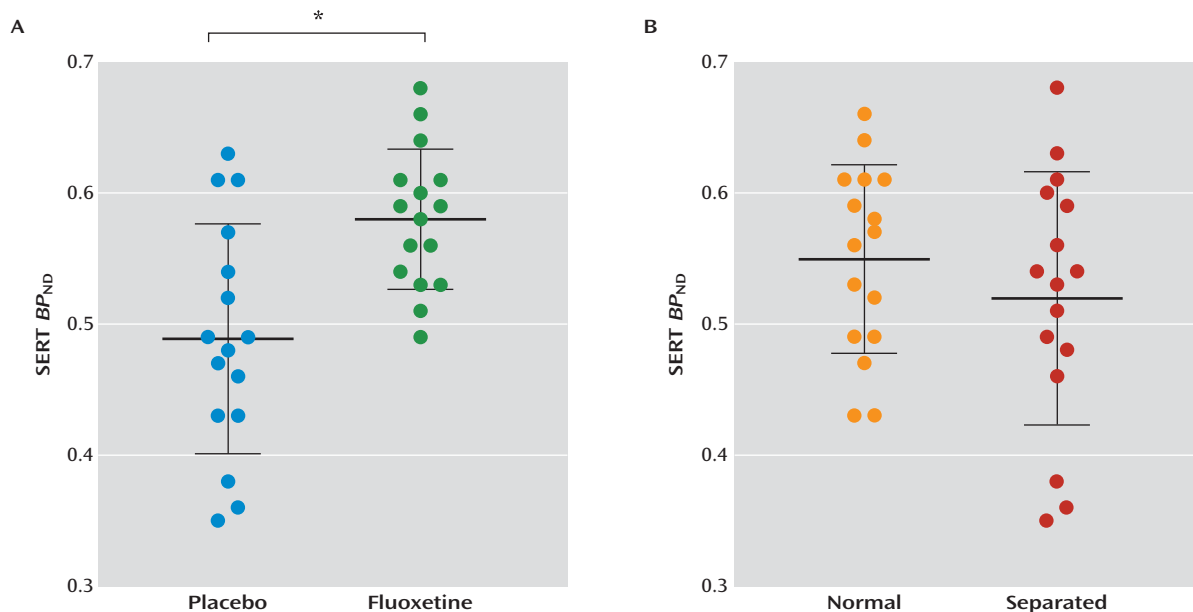 A
*
B
0.7
0.6
0.5
0.4
0.3
SERT BPND
Placebo Fluoxetine
0.7
0.6
0.5
0.4
0.3
SERT BPND
Normal Separated